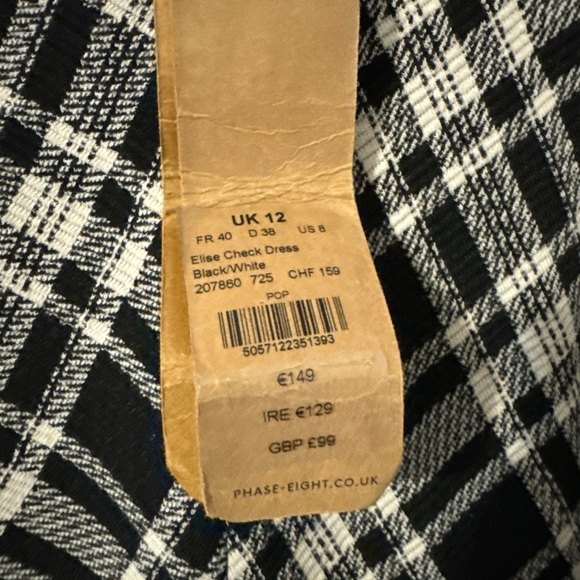 UK 12
FR 40 D 38 US 8
Elise Check Dress
Black/White
207860 725 CHF 159
POP
5057122351393
€149
IRE €129
GBP £99
PHASE-EIGHT.CO.UK